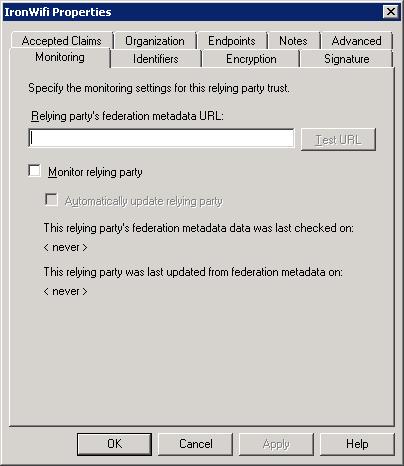 IronWifi Properties
Accepted Claims Organization Endpoints Notes Advanced
Monitoring Identifiers Encryption Signature
Specify the monitoring settings for this relying party trust.
Relying party's federation metadata URL:
Test URL
Monitor relying party
Automatically update relying party
This relying party's federation metadata data was last checked on:
< never >
This relying party was last updated from federation metadata on:
< never >
OK Cancel Apply Help